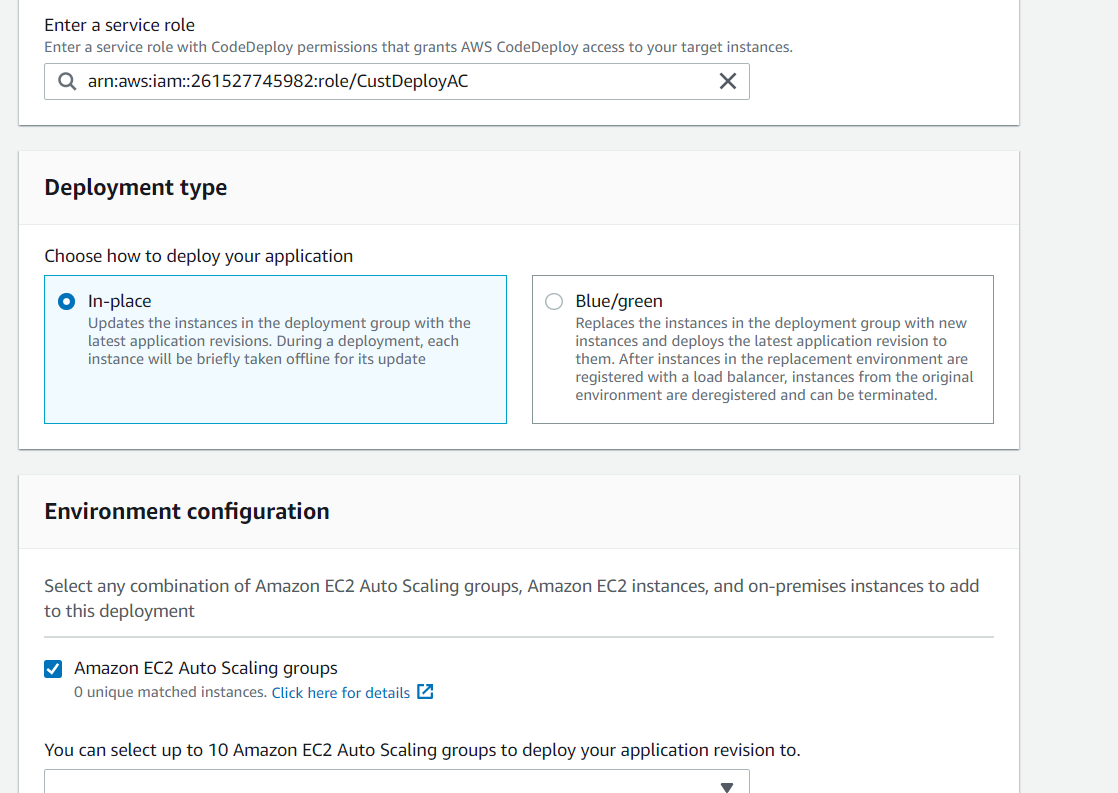 Enter a service role
Enter a service role with CodeDeploy permissions that grants AWS CodeDeploy access to your target instances.
arn:aws:iam::261527745982:role/CustDeployAC
Deployment type
Choose how to deploy your application
In-place
Updates the instances in the deployment group with the
latest application revisions. During a deployment, each
instance will be briefly taken offline for its update
Blue/green
Replaces the instances in the deployment group with new
instances and deploys the latest application revision to
them. After instances in the replacement environment are
registered with a load balancer, instances from the original
environment are deregistered and can be terminated.
Environment configuration
Select any combination of Amazon EC2 Auto Scaling groups, Amazon EC2 instances, and on-premises instances to add
to this deployment
Amazon EC2 Auto Scaling groups
0 unique matched instances. Click here for details
You can select up to 10 Amazon EC2 Auto Scaling groups to deploy your application revision to.